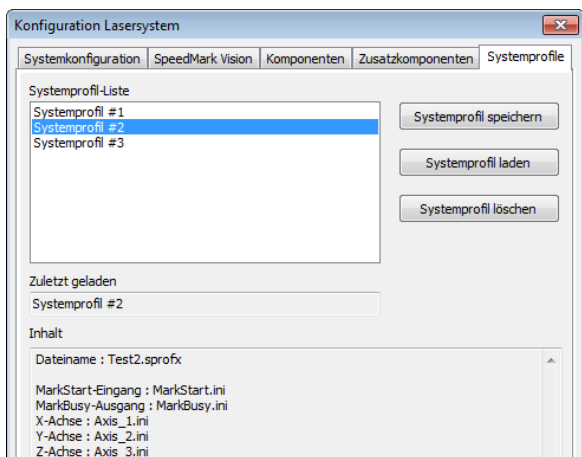 Konfiguration Lasersystem
Systemkonfiguration SpeedMark Vision Komponenten Zusatzkomponenten Systemprofile
Systemprofil-Liste
Systemprofil #1
Systemprofil #2
Systemprofil #3
Systemprofil speichern
Systemprofil laden
Systemprofil löschen
Zuletzt geladen
Systemprofil #2
Inhalt
Dateiname : Test2.sprofx
MarkStart-Eingang : MarkStart.ini
MarkBusy-Ausgang : MarkBusy.ini
X-Achse : Axis_1.ini
Y-Achse : Axis_2.ini
Z-Achse : Axis_3.ini